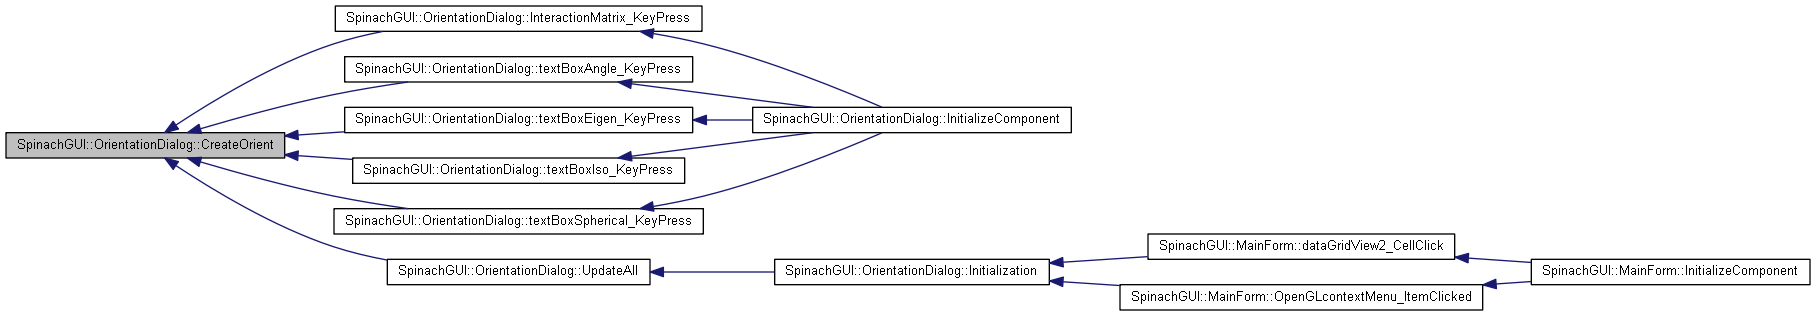 SpinachGUI::OrientationDialog::InteractionMatrix_KeyPress
SpinachGUI::OrientationDialog::textBoxAngle_KeyPress
SpinachGUI::OrientationDialog::textBoxEigen_KeyPress
SpinachGUI::OrientationDialog::InitializeComponent
SpinachGUI::OrientationDialog::CreateOrient
SpinachGUI::OrientationDialog::textBoxIso_KeyPress
SpinachGUI::OrientationDialog::textBoxSpherical_KeyPress
SpinachGUI::MainForm::dataGridView2_CellClick
SpinachGUI::OrientationDialog::UpdateAll
SpinachGUI::OrientationDialog::Initialization
SpinachGUI::MainForm::InitializeComponent
SpinachGUI::MainForm::OpenGLcontextMenu_ItemClicked